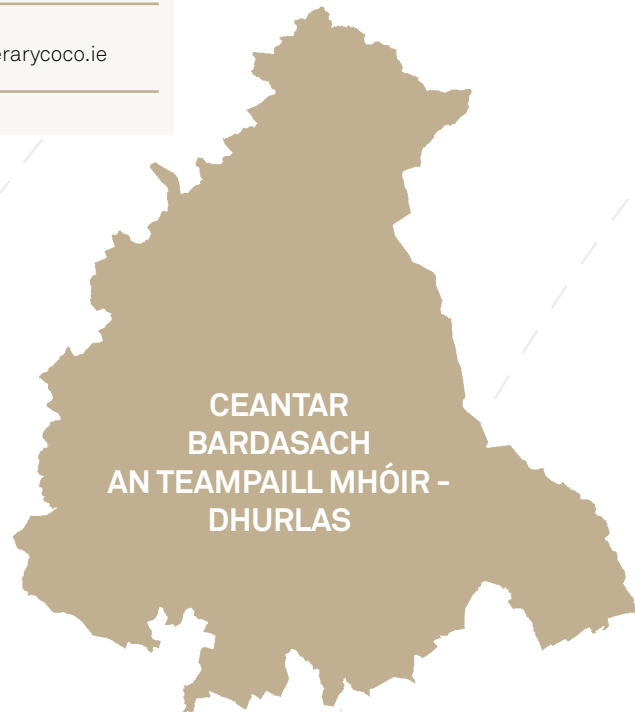 erarycoco.ie
CEANTAR
BARDASACH
AN TEAMPAILL MHÓIR -
DHURLAS